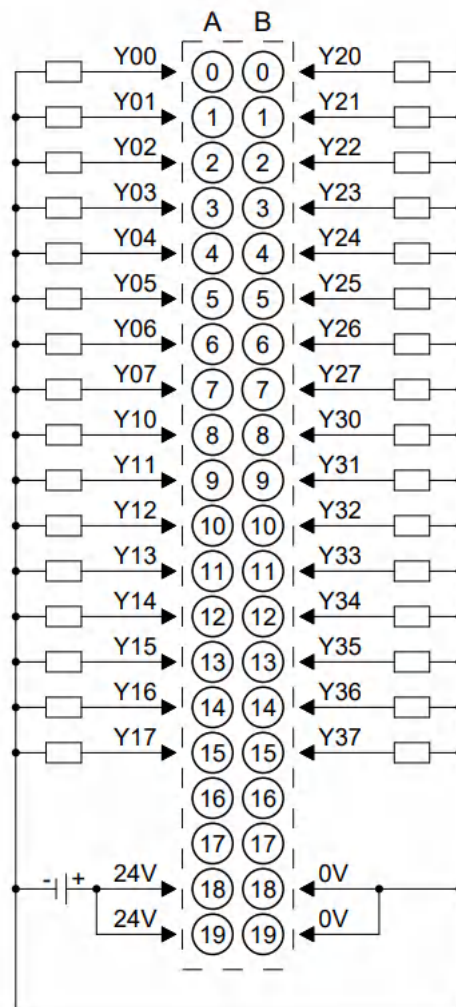 A B
Y00 0 0 Y20
Y01 1 1 Y21
Y02 2 2 Y22
Y03 3 3 Y23
Y04 4 4 Y24
Y05 5 5 Y25
Y06 6 6 Y26
Y07 7 7 Y27
Y10 8 8 Y30
Y11 9 9 Y31
Y12 10 10 Y32
Y13 11 11 Y33
Y14 12 12 Y34
Y15 13 13 Y35
Y16 14 14 Y36
Y17 15 15 Y37
16 16
17 17
- + 24V 18 18 0V
24V 19 19 0V